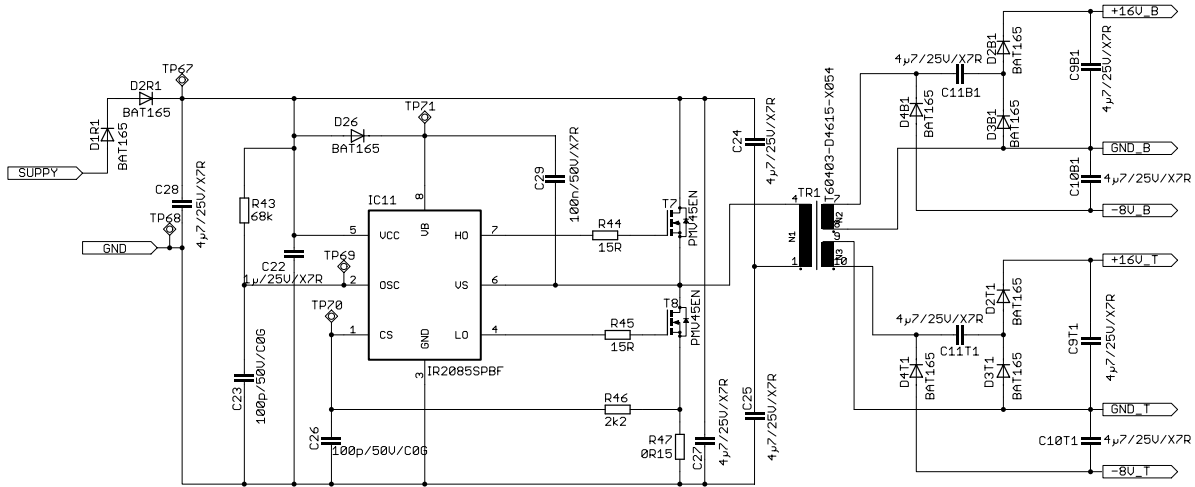 +16V_B
D2B1
BAT165
4µ7/25V/X7R
C11B1
C9B1
4µ7/25V/X7R
D4B1
BAT165
D3B1
BAT165
GND_B
C10B1
4µ7/25V/X7R
-8V_B
TP67
D2R1
BAT165
D1R1
BAT165
SUPPY
C28
4µ7/25V/X7R
TP68
GND
TP71
D26
BAT165
C29
100n/50V/X7R
R43
68k
IC11
8
VB
5
VCC
HO
7
R44
15R
T7
PMV45EN
C22
1µ/25V/X7R
TP69
2
OSC
VS
6
TP70
1
CS
GND
LO
4
R45
15R
T8
PMV45EN
3
IR2085SPBF
C23
100p/50V/C0G
C26
100p/50V/C0G
R46
2k2
R47
0R15
C27
4µ7/25V/X7R
C24
4µ7/25V/X7R
C25
4µ7/25V/X7R
T60403-D4615-X054
TR1
4
7
N1
N2
8
9
N3
1
10
+16V_T
D2T1
BAT165
4µ7/25V/X7R
C11T1
C9T1
4µ7/25V/X7R
D4T1
BAT165
D3T1
BAT165
GND_T
C10T1
4µ7/25V/X7R
-8V_T